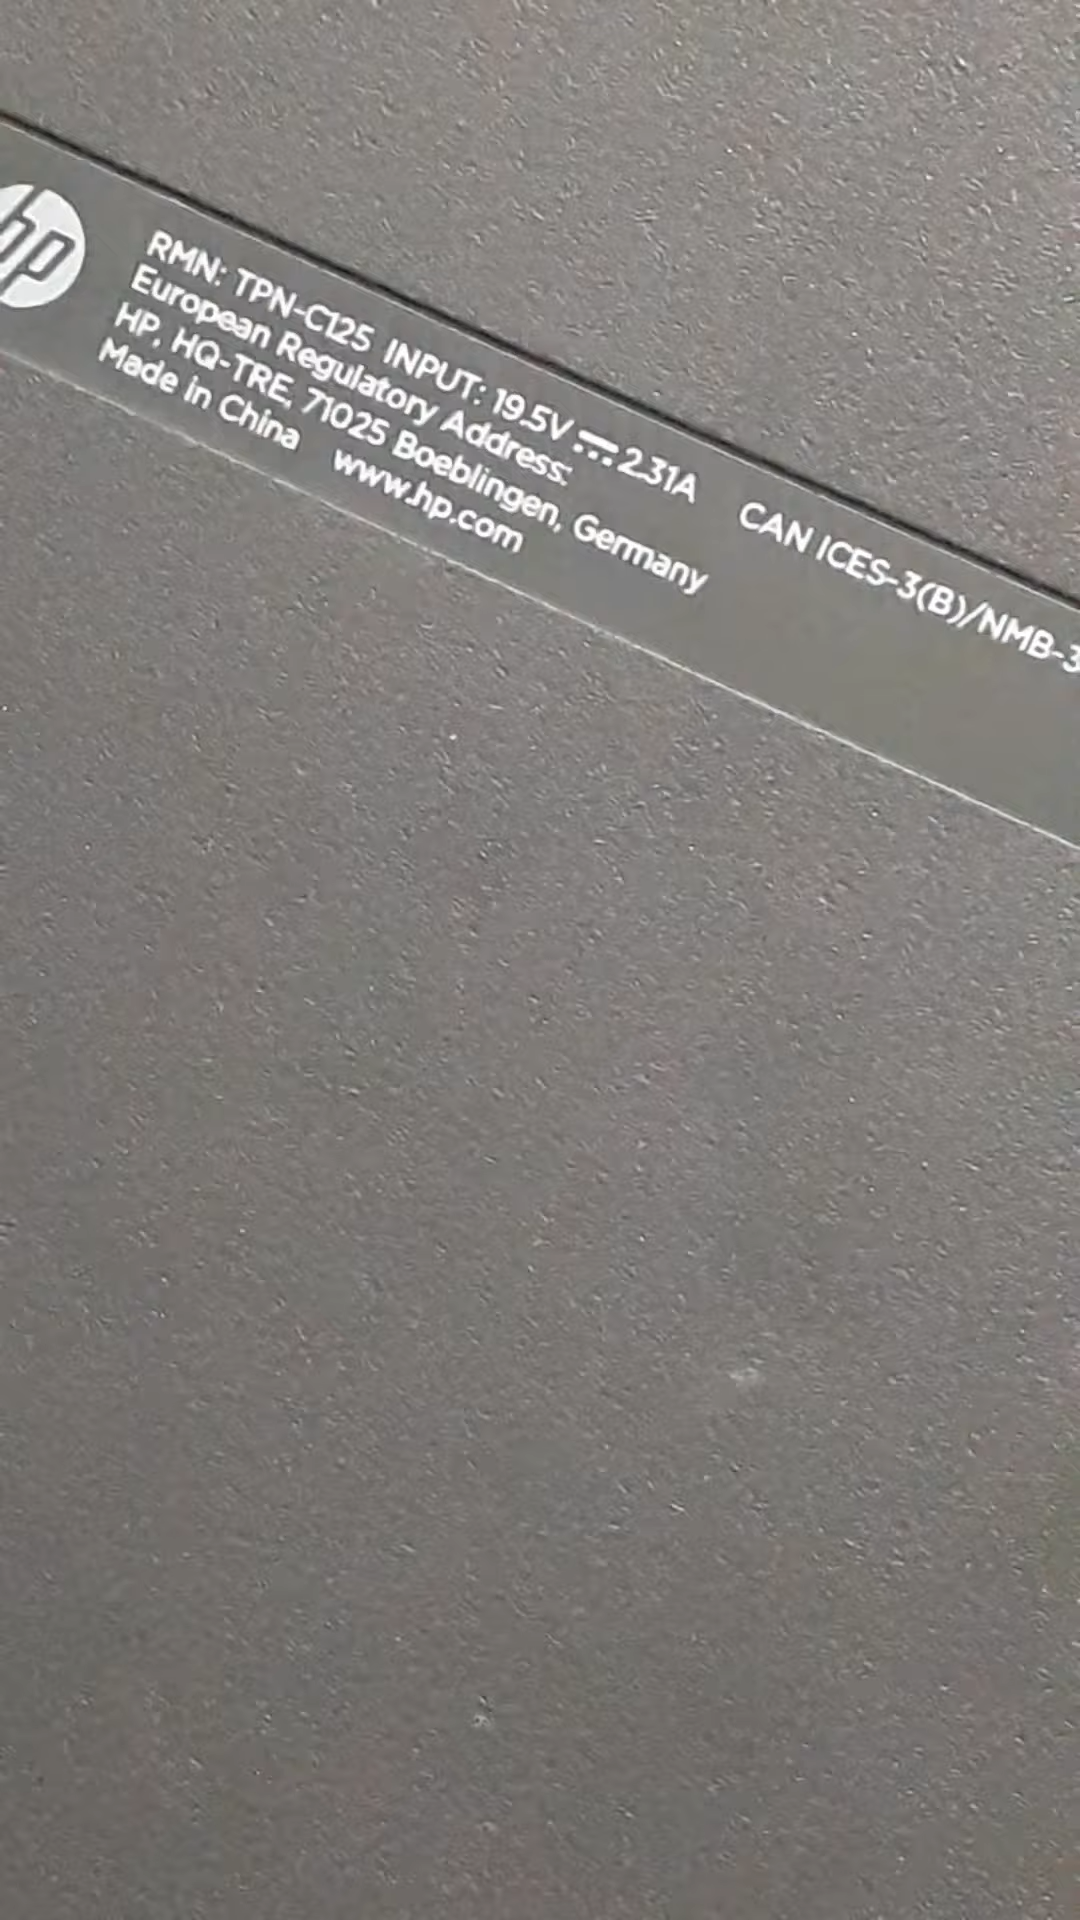 hp
RMN: TPN-C125 INPUT: 19.5V ⎓ 2.31A CAN ICES-3(B)/NMB-3
European Regulatory Address:
HP, HQ-TRE, 71025 Boeblingen, Germany
Made in China www.hp.com